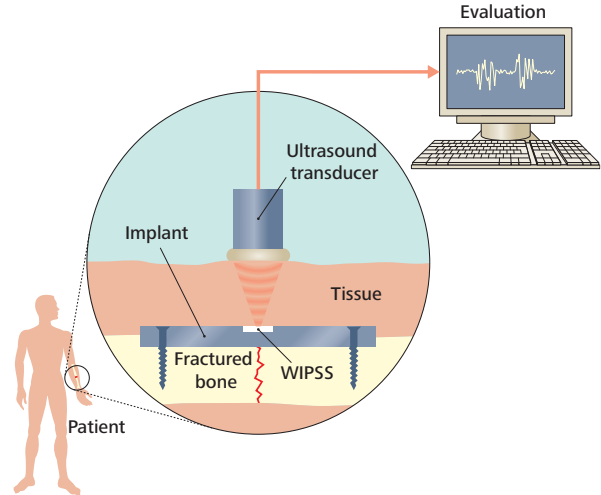 Evaluation
Ultrasound
transducer
Implant
Tissue
Fractured
bone
WIPSS
Patient